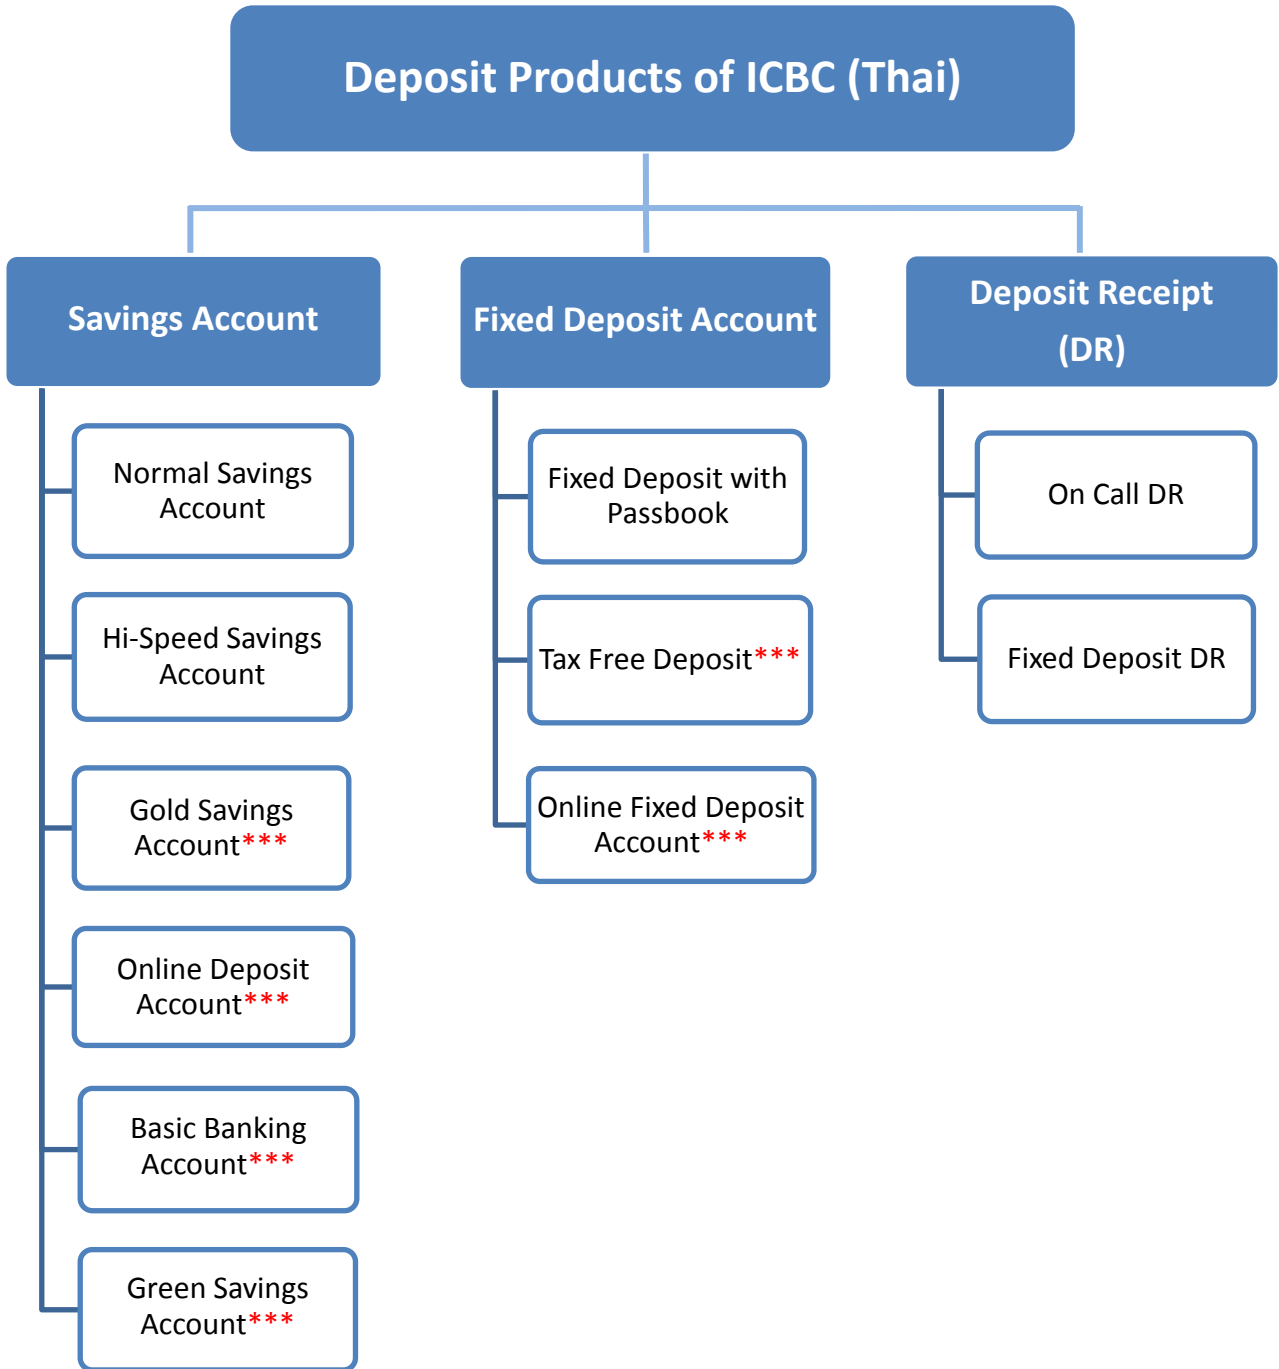 Deposit Products of ICBC (Thai)
Savings Account
Normal Savings
Account
Hi-Speed Savings
Account
Gold Savings
Account***
Online Deposit
Account***
Basic Banking
Account***
Green Savings
Account***
Fixed Deposit Account
Fixed Deposit with
Passbook
Tax Free Deposit***
Online Fixed Deposit
Account***
Deposit Receipt
(DR)
On Call DR
Fixed Deposit DR